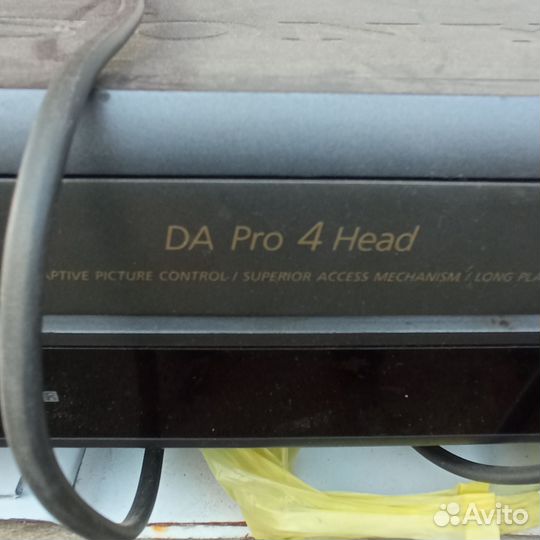 DA Pro 4 Head
APTIVE PICTURE CONTROL / SUPERIOR ACCESS MECHANISM / LONG PLA
Avito